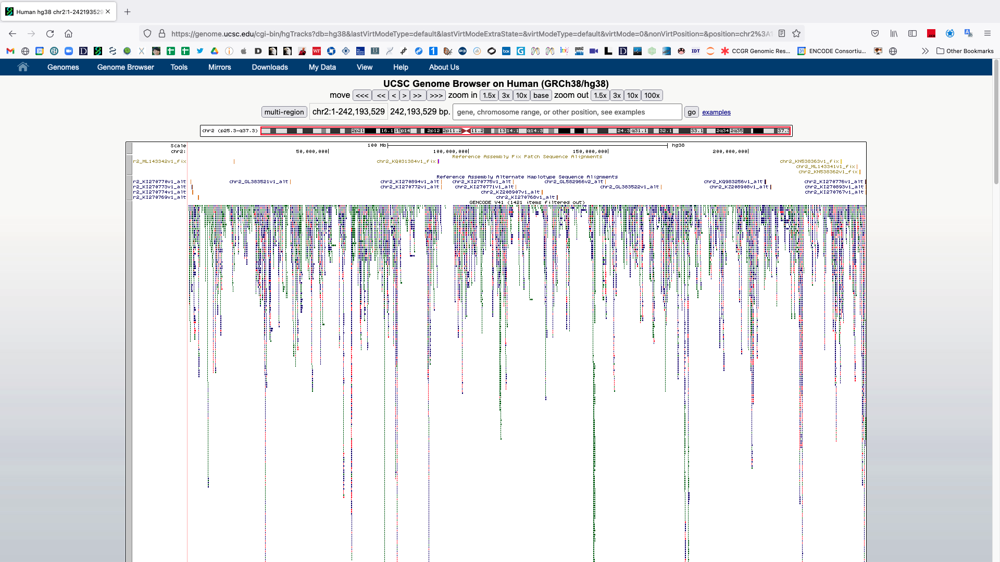 Human hg38 chr2:1-242193529
https://genome.ucsc.edu/cgi-bin/hgTracks?db=hg38&lastVirtModeType=default&lastVirtModeExtraState=&virtModeType=default&virtMode=0&nonVirtPosition=&position=chr2%3A1
CCGR Genomic Res... ENCODE Consortiu... Other Bookmarks
Genomes Genome Browser Tools Mirrors Downloads My Data View Help About Us
UCSC Genome Browser on Human (GRCh38/hg38)
move <<< << < > >> >>> zoom in 1.5x 3x 10x base zoom out 1.5x 3x 10x 100x
multi-region chr2:1-242,193,529 242,193,529 bp. gene, chromosome range, or other position, see examples go examples
chr2 (p25.3-q37.3) 2p21 16.1 15p14 2p12 2p11.2 11.2 13 14.1 q14.3 24.3 q31.1 32.1 33.1 2q34 2q35 37.3
Scale 100 Mb hg38
chr2: 50,000,000 100,000,000 150,000,000 200,000,000
Reference Assembly Fix Patch Sequence Alignments
r2_ML143342v1_fix chr2_KQ031384v1_fix chr2_KN538363v1_fix
chr2_ML143341v1_fix
chr2_KN538362v1_fix
Reference Assembly Alternate Haplotype Sequence Alignments
r2_KI270770v1_alt chr2_GL383521v1_alt chr2_KI270894v1_alt chr2_KI270775v1_alt chr2_GL582966v2_alt chr2_KQ983256v1_alt chr2_KI270776v1_alt
r2_KI270773v1_alt chr2_KI270772v1_alt chr2_KI270771v1_alt chr2_GL383522v1_alt chr2_KZ208908v1_alt chr2_KI270893v1_alt
r2_KI270774v1_alt chr2_KZ208907v1_alt chr2_KI270767v1_alt
r2_KI270769v1_alt chr2_KI270768v1_alt
GENCODE V41 (1421 items filtered out)